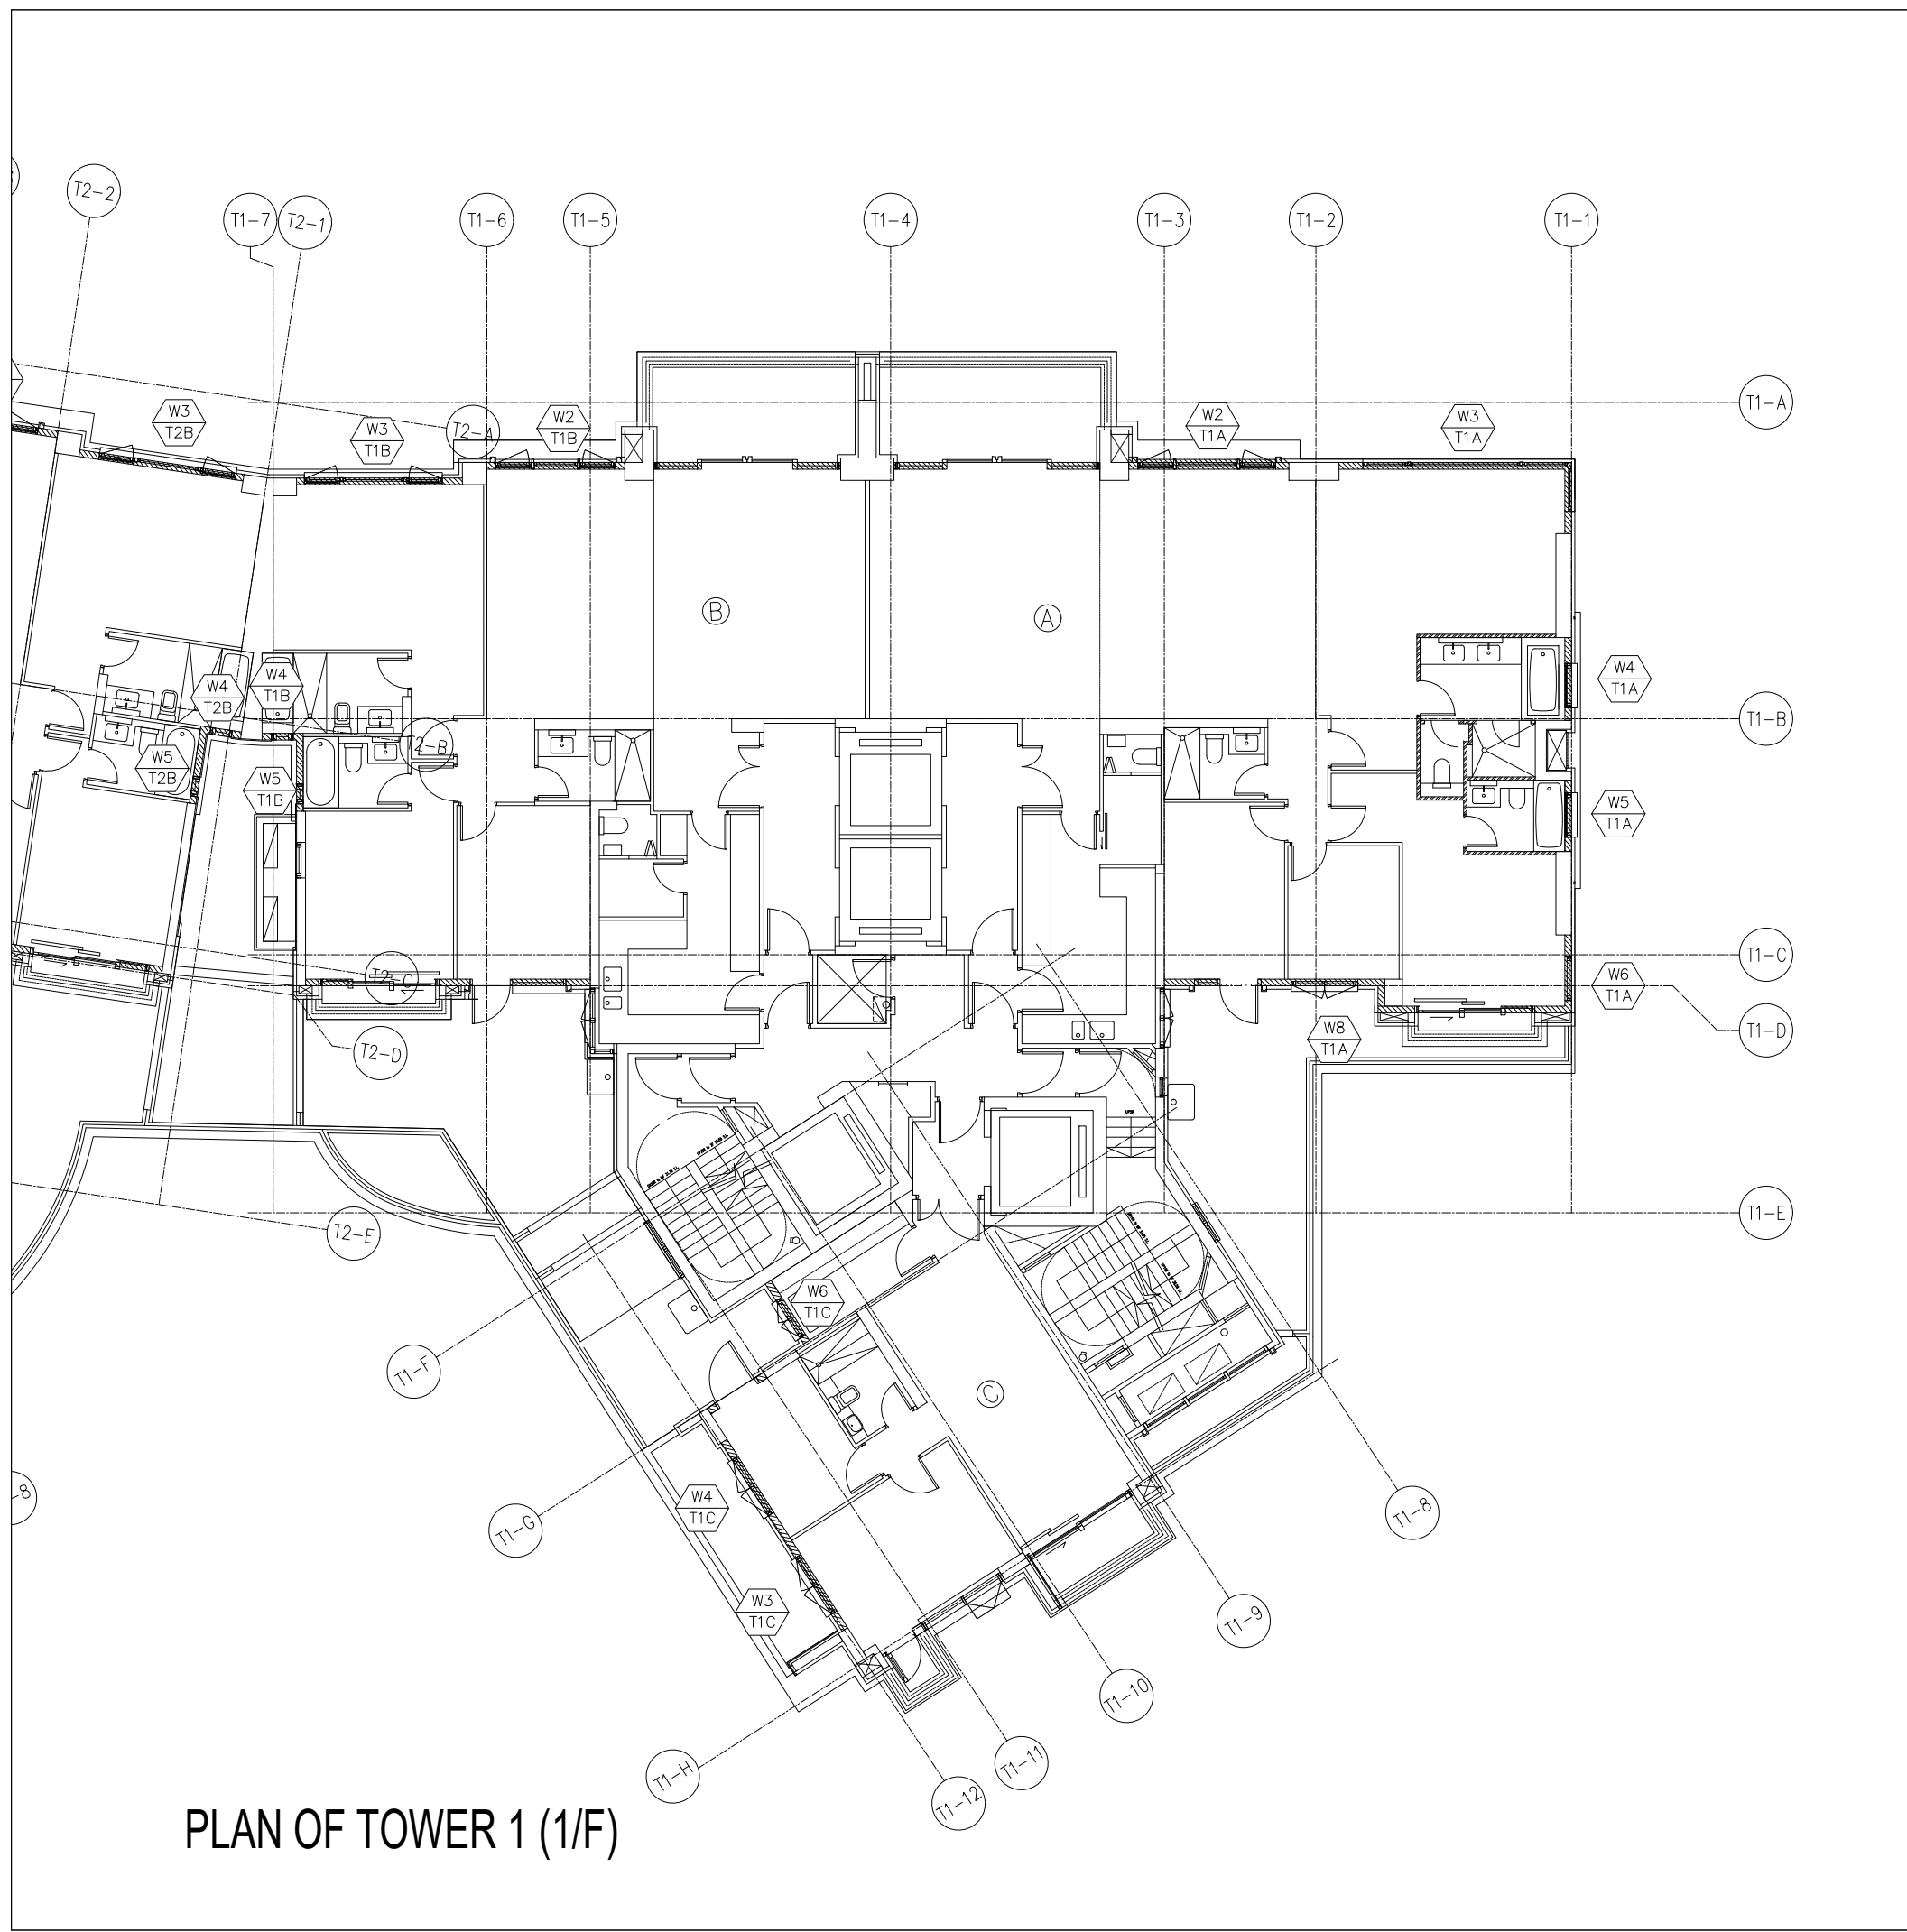 T2-2
T1-7
T2-1
T1-6
T1-5
T1-4
T1-3
T1-2
T1-1
T1-A
W3
T2B
W3
T1B
T2-A
W2
T1B
W2
T1A
W3
T1A
B
A
W4
T2B
W4
T1B
W4
T1A
T1-B
T2-B
W5
T2B
W5
T1B
W5
T1A
T1-C
T2-C
W6
T1A
T1-D
W8
T1A
T2-D
T1-E
T2-E
W6
T1C
T1-F
C
-8
W4
T1C
T1-G
T1-8
W3
T1C
T1-9
T1-10
T1-11
T1-H
T1-12
PLAN OF TOWER 1 (1/F)